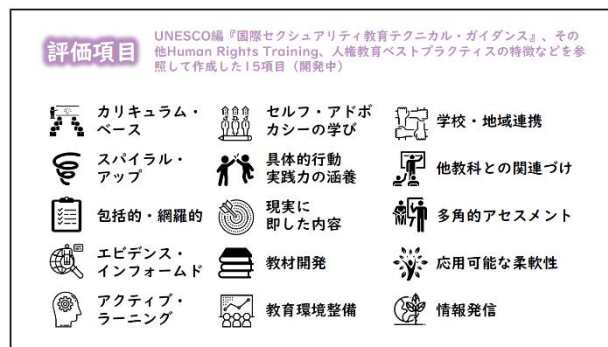 評価項目
UNESCO編『国際セクシュアリティ教育テクニカル・ガイダンス』、その
他Human Rights Training、人権教育ベストプラクティスの特徴などを参
照して作成した15項目（開発中）
カリキュラム・
ベース
セルフ・アドボ
カシーの学び
学校・地域連携
スパイラル・
アップ
具体的行動
実践力の涵養
他教科との関連づけ
包括的・網羅的
現実に
即した内容
多角的アセスメント
エビデンス・
インフォームド
教材開発
応用可能な柔軟性
アクティブ・
ラーニング
教育環境整備
情報発信